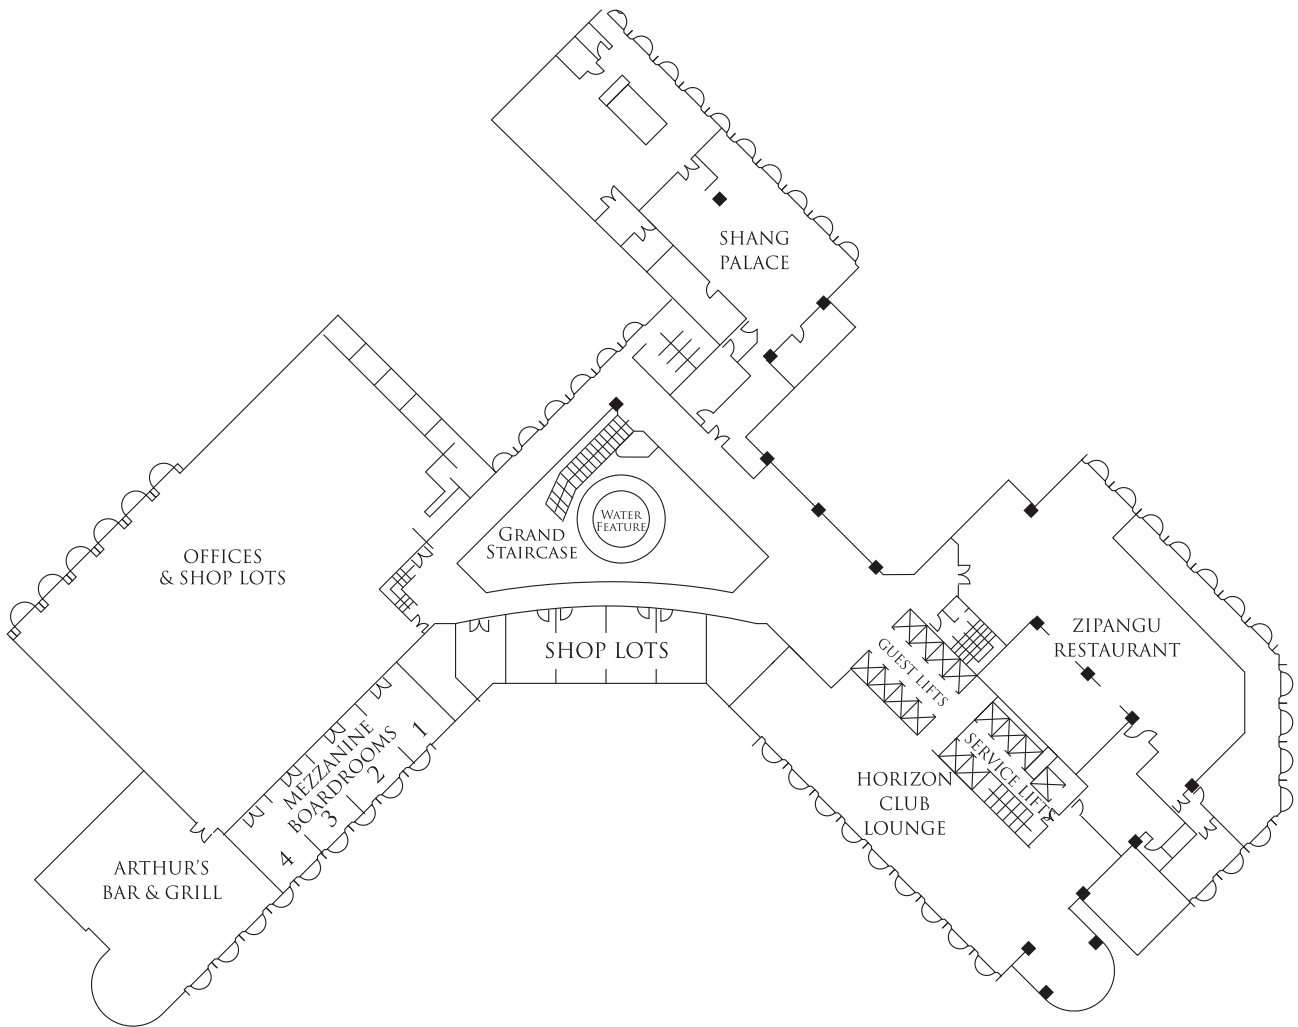 SHANG
PALACE
WATER
FEATURE
GRAND
STAIRCASE
OFFICES
& SHOP LOTS
SHOP LOTS
ZIPANGU
RESTAURANT
GUEST LIFTS
SERVICE LIFTS
MEZZANINE
BOARDROOMS
1
2
3
4
HORIZON
CLUB
LOUNGE
ARTHUR'S
BAR & GRILL